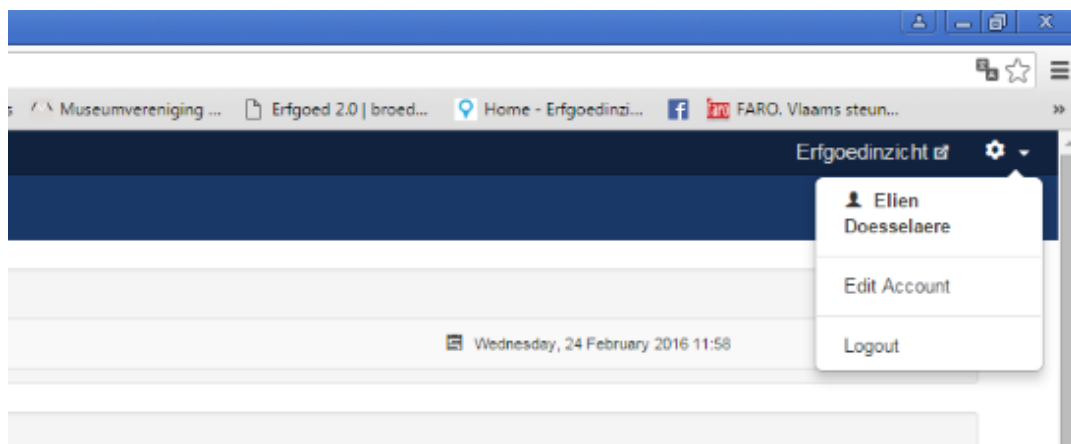 s Museumvereniging ... Erfgoed 2.0 | broed... Home - Erfgoedinzi... FARO. Vlaams steun... »
Erfgoedinzicht
Elien
Doesselaere
Edit Account
Wednesday, 24 February 2016 11:58
Logout